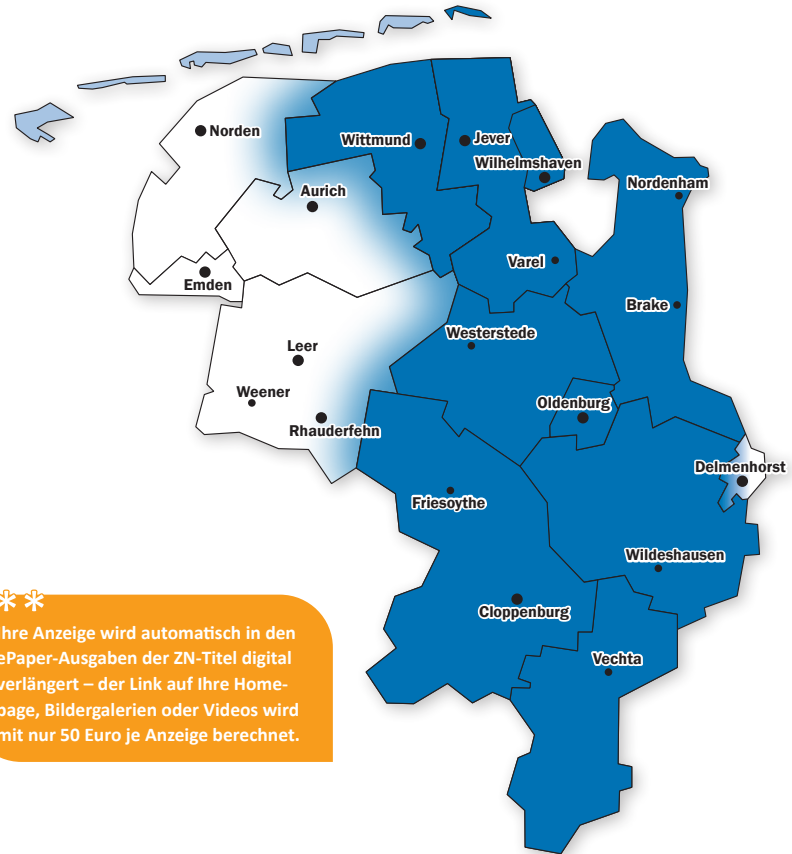 Norden
Wittmund
Jever
Wilhelmshaven
Nordenham
Aurich
Varel
Emden
Brake
Westerstede
Leer
Weener
Oldenburg
Rhauderfehn
Delmenhorst
Friesoythe
Wildeshausen
Cloppenburg
Vechta
**
Ihre Anzeige wird automatisch in den
ePaper-Ausgaben der ZN-Titel digital
verlängert – der Link auf Ihre Home-
page, Bildergalerien oder Videos wird
mit nur 50 Euro je Anzeige berechnet.